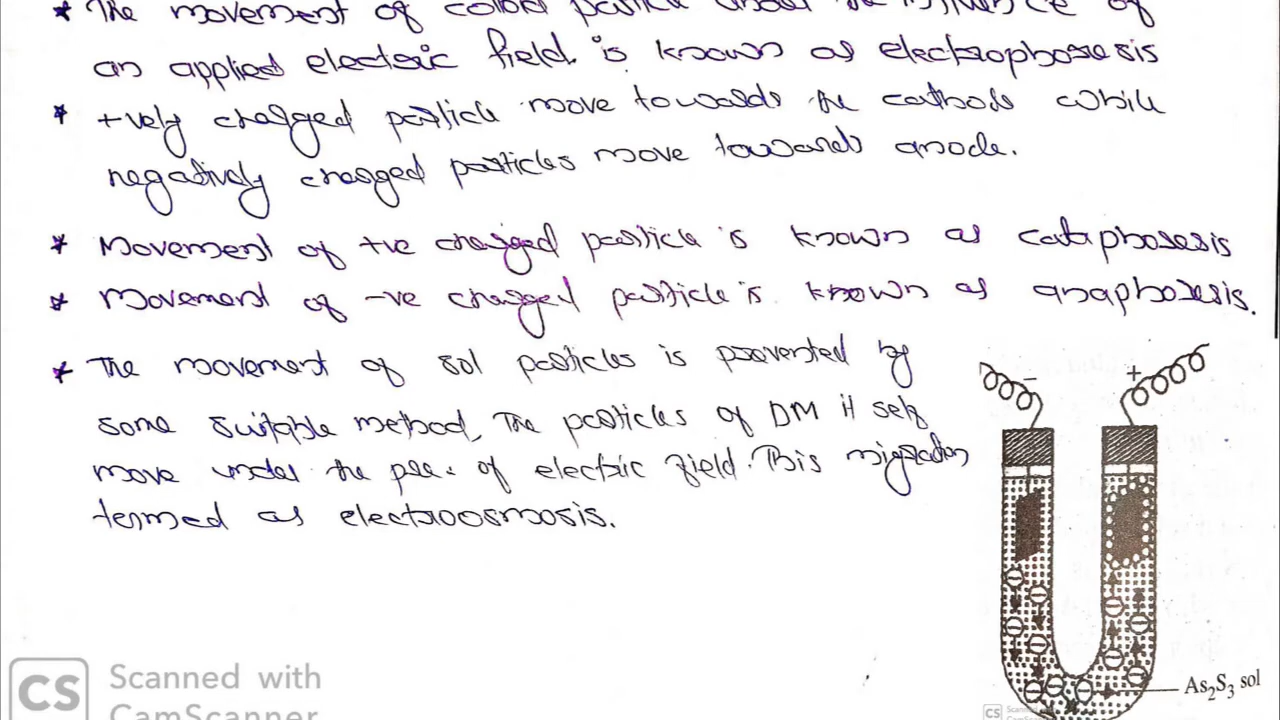 * The movement of colloid particle under the influence of
an applied electric field. is known as electrophoresis
* +vely charged particle move towards the cathode while
negatively charged particles move towards anode.
* Movement of +ve charged particle is known as cataphoresis
* Movement of -ve charged particle is known as anaphoresis.
* The movement of sol particles is prevented by
some suitable method, The particles of DM it self
move under the of electric field. This migration
termed as electroosmosis.
− +
As₂S₃ sol
CS Scanned with
CamScanner
CS